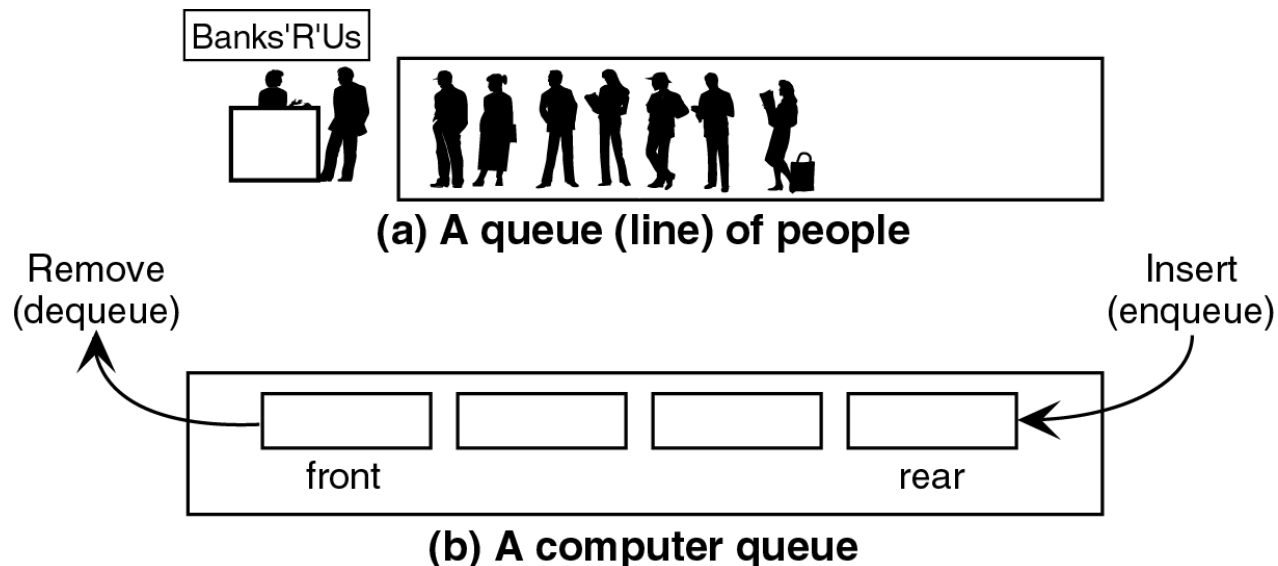 Banks'R'Us
(a) A queue (line) of people
Remove
(dequeue)
Insert
(enqueue)
front
rear
(b) A computer queue